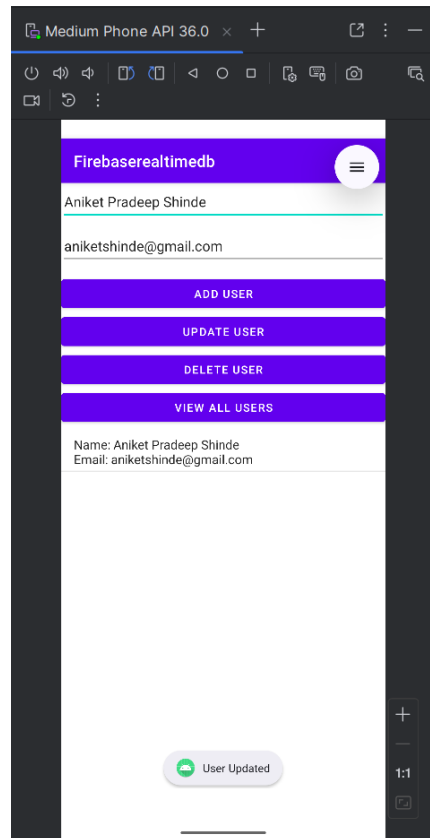 Medium Phone API 36.0
Firebaserealtimedb
Aniket Pradeep Shinde
aniketshinde@gmail.com
ADD USER
UPDATE USER
DELETE USER
VIEW ALL USERS
Name: Aniket Pradeep Shinde
Email: aniketshinde@gmail.com
1:1
User Updated